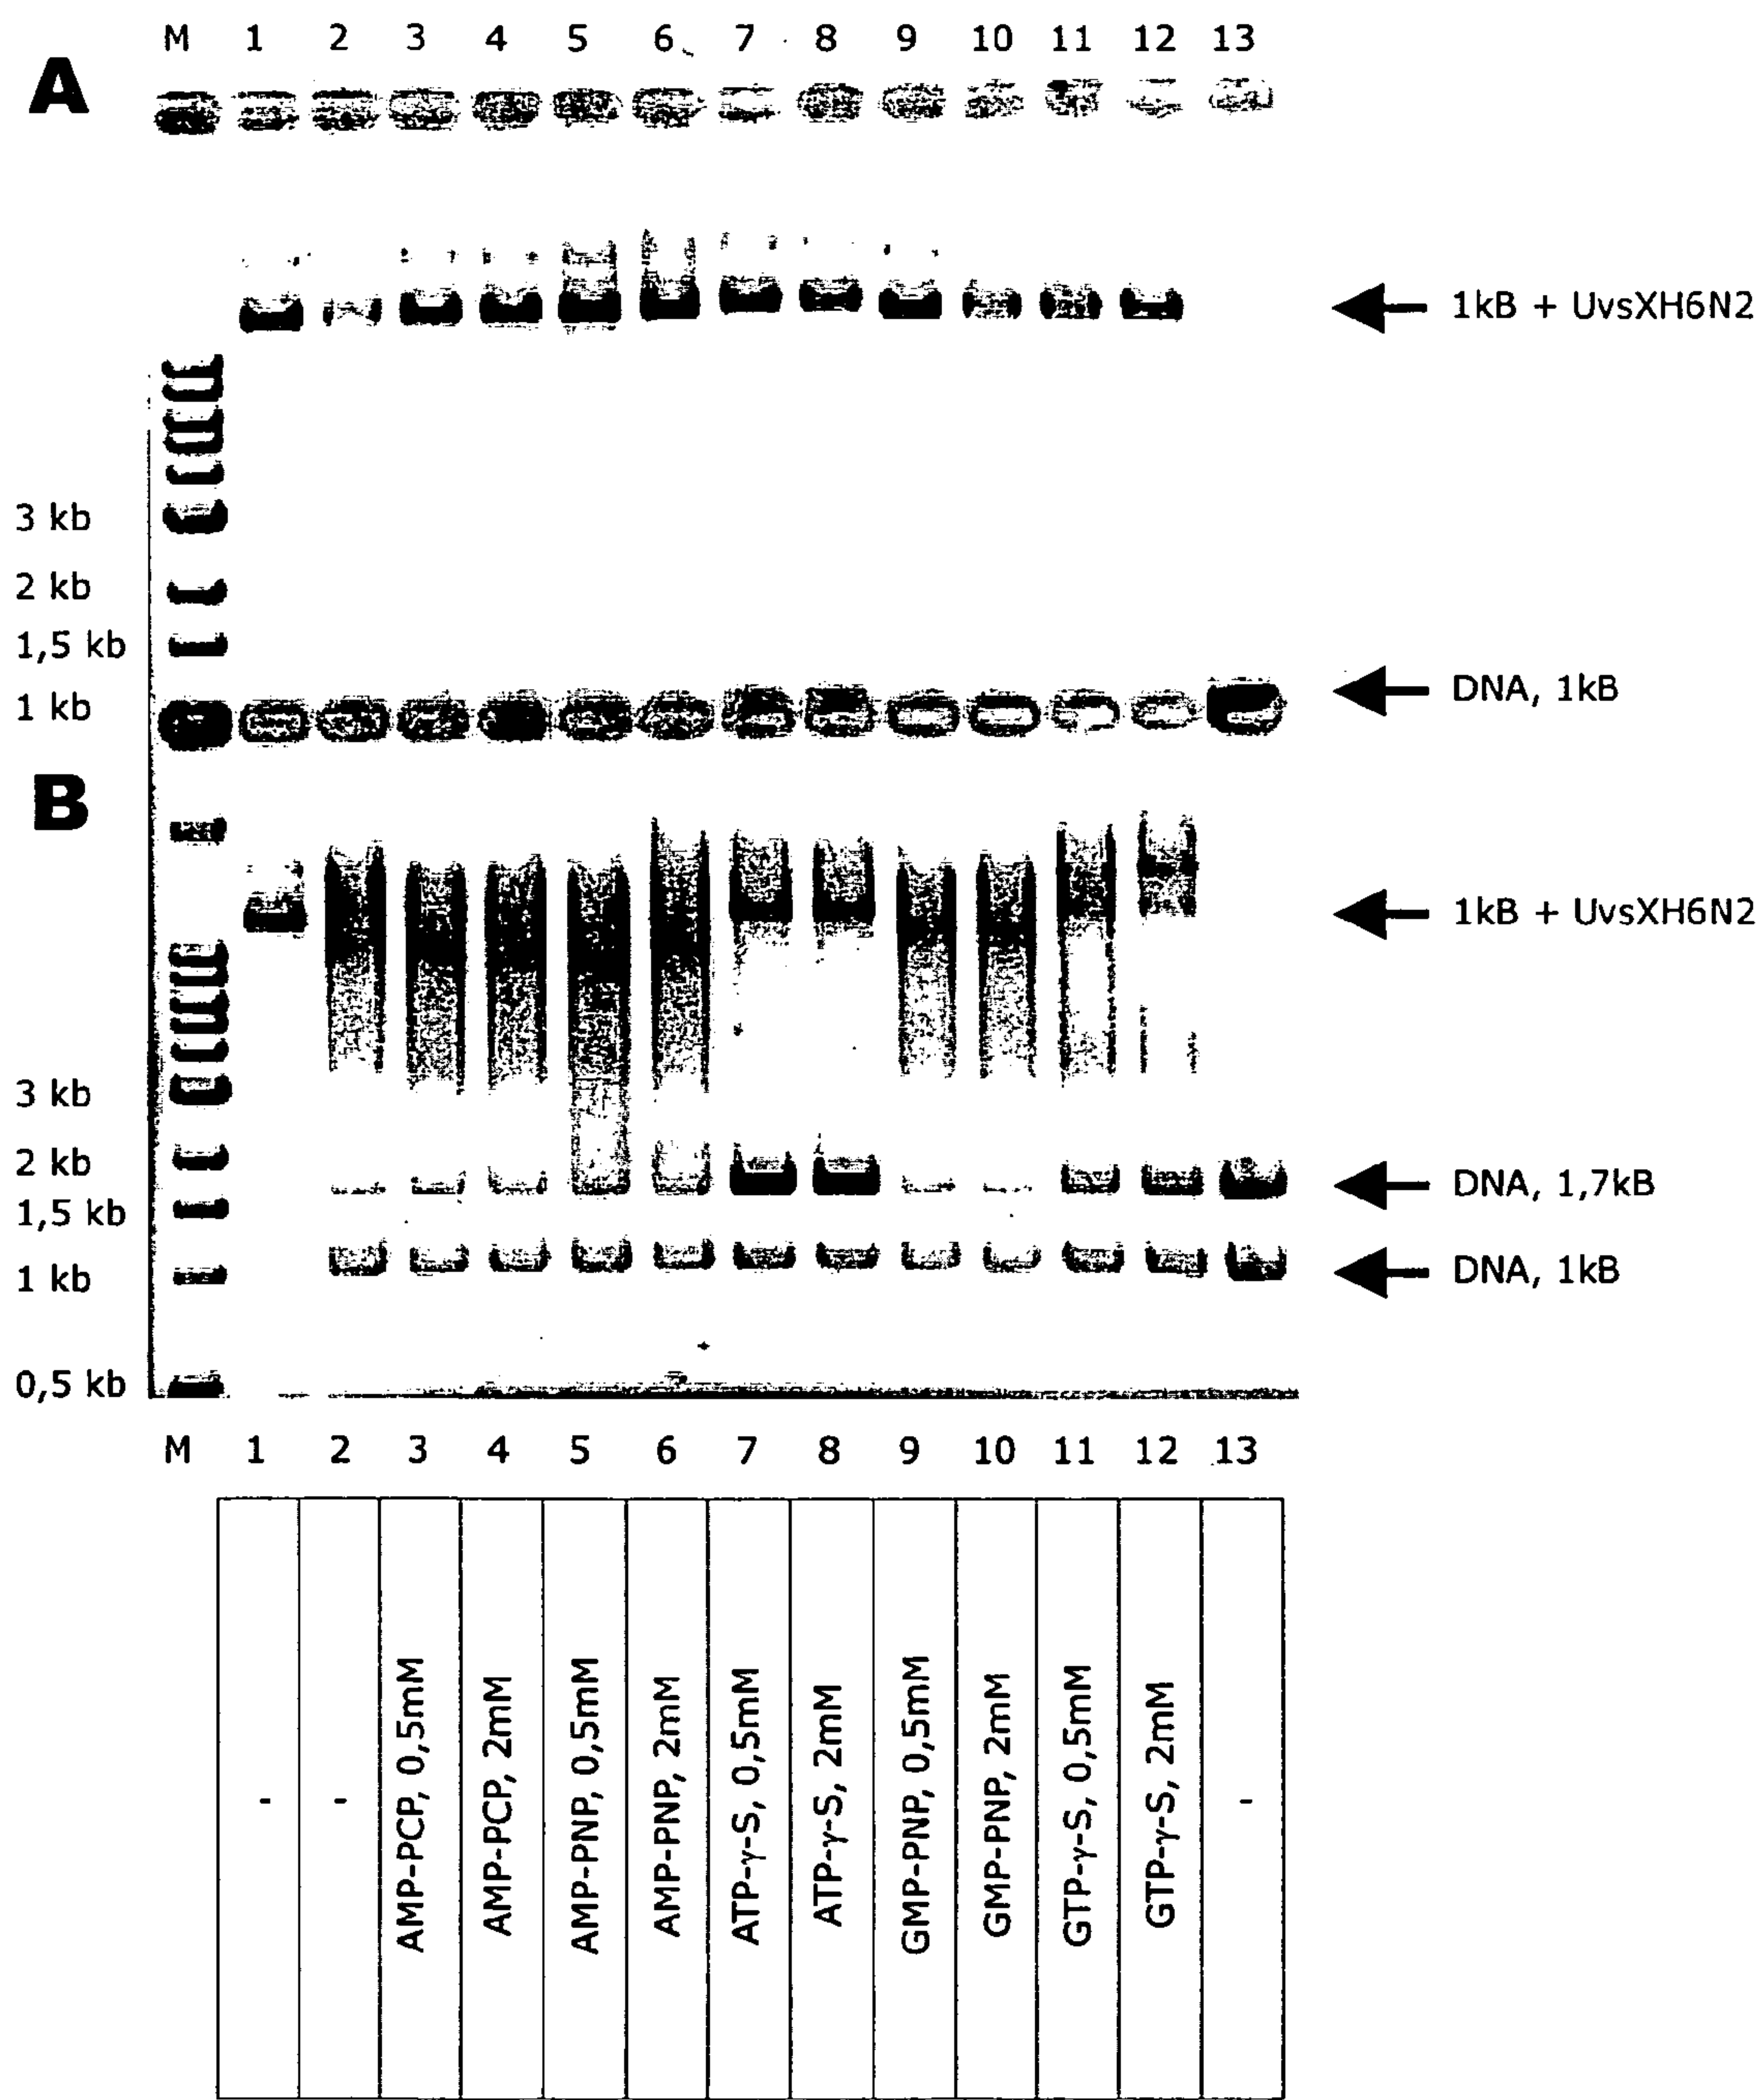 M 1 2 3 4 5 6 7 8 9 10 11 12 13
A
1kB + UvsXH6N2
3 kb
2 kb
1,5 kb
1 kb
DNA, 1kB
B
1kB + UvsXH6N2
3 kb
2 kb
DNA, 1,7kB
1,5 kb
1 kb
DNA, 1kB
0,5 kb
M 1 2 3 4 5 6 7 8 9 10 11 12 13
-
-
AMP-PCP, 0,5mM
AMP-PCP, 2mM
AMP-PNP, 0,5mM
AMP-PNP, 2mM
ATP-γ-S, 0,5mM
ATP-γ-S, 2mM
GMP-PNP, 0,5mM
GMP-PNP, 2mM
GTP-γ-S, 0,5mM
GTP-γ-S, 2mM
-